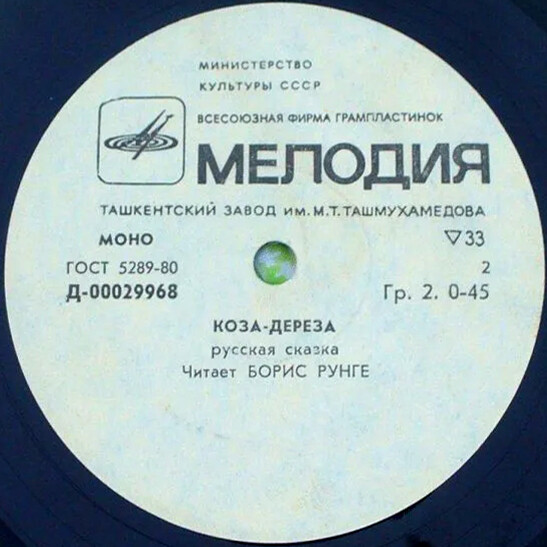 МИНИСТЕРСТВО
КУЛЬТУРЫ СССР
ВСЕСОЮЗНАЯ ФИРМА ГРАМПЛАСТИНОК
МЕЛОДИЯ
ТАШКЕНТСКИЙ ЗАВОД ИМ. М.Т. ТАШМУХАМЕДОВА
МОНО ▽33
ГОСТ 5289-80 2
Д-00029968 Гр. 2. 0-45
КОЗА-ДЕРЕЗА
русская сказка
Читает БОРИС РУНГЕ